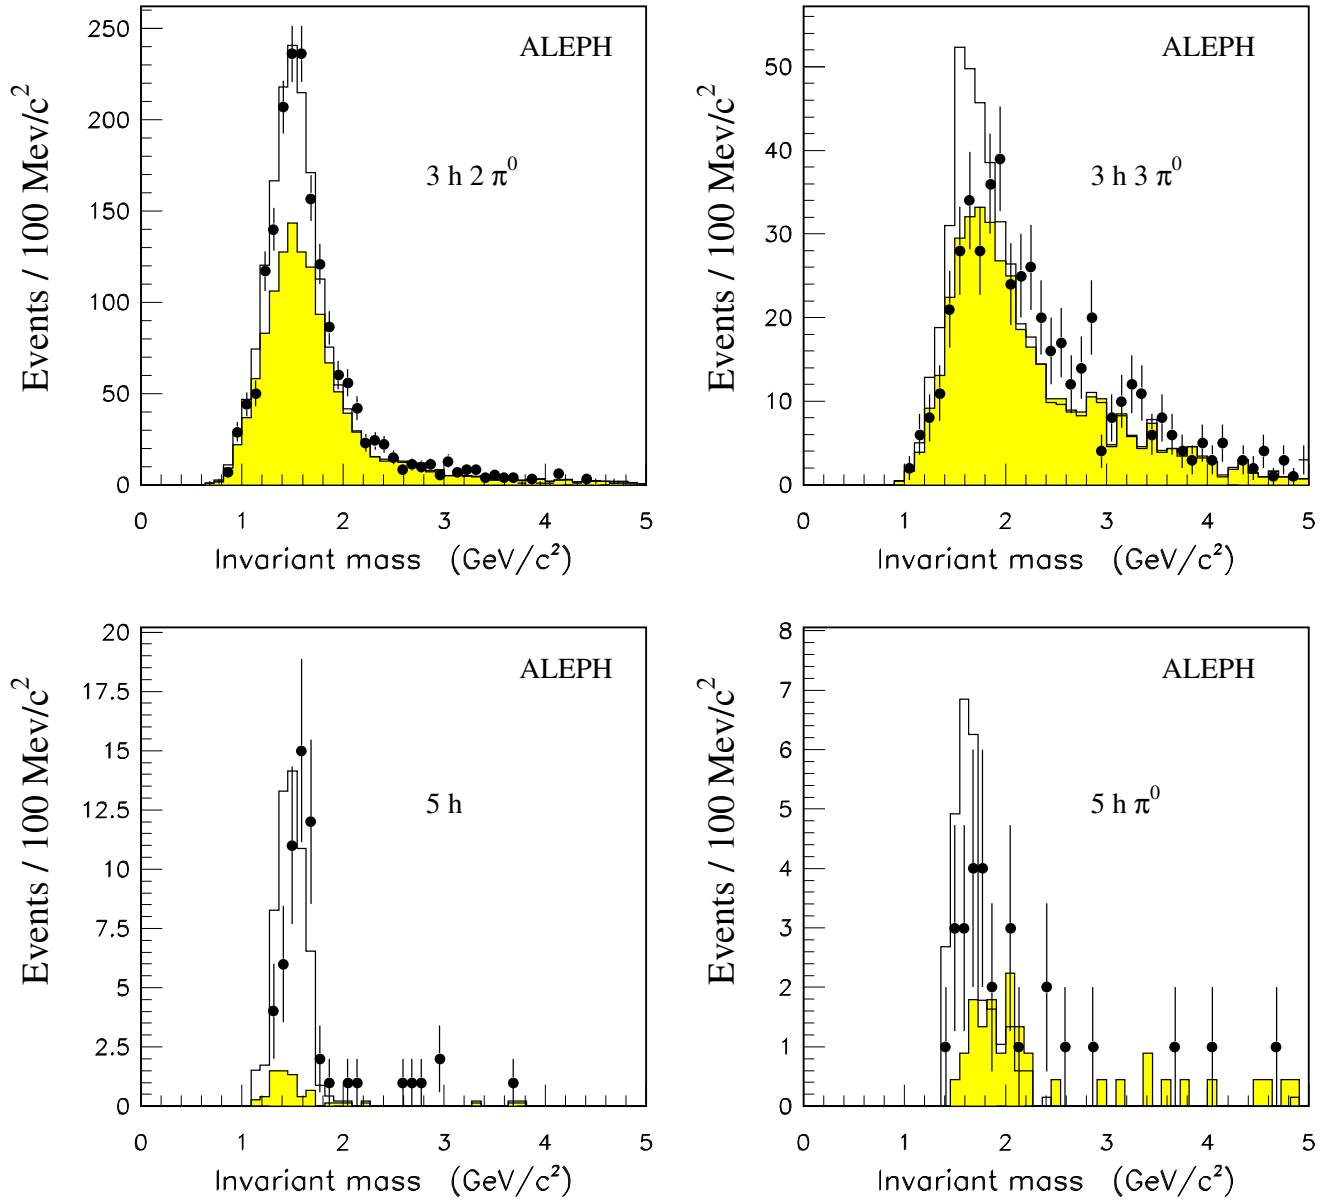 Events / 100 Mev/c²
250
200
150
100
50
0
ALEPH
3 h 2 π⁰
0 1 2 3 4 5
Invariant mass (GeV/c²)
Events / 100 Mev/c²
50
40
30
20
10
0
ALEPH
3 h 3 π⁰
0 1 2 3 4 5
Invariant mass (GeV/c²)
Events / 100 Mev/c²
20
17.5
15
12.5
10
7.5
5
2.5
0
ALEPH
5 h
0 1 2 3 4 5
Invariant mass (GeV/c²)
Events / 100 Mev/c²
8
7
6
5
4
3
2
1
0
ALEPH
5 h π⁰
0 1 2 3 4 5
Invariant mass (GeV/c²)